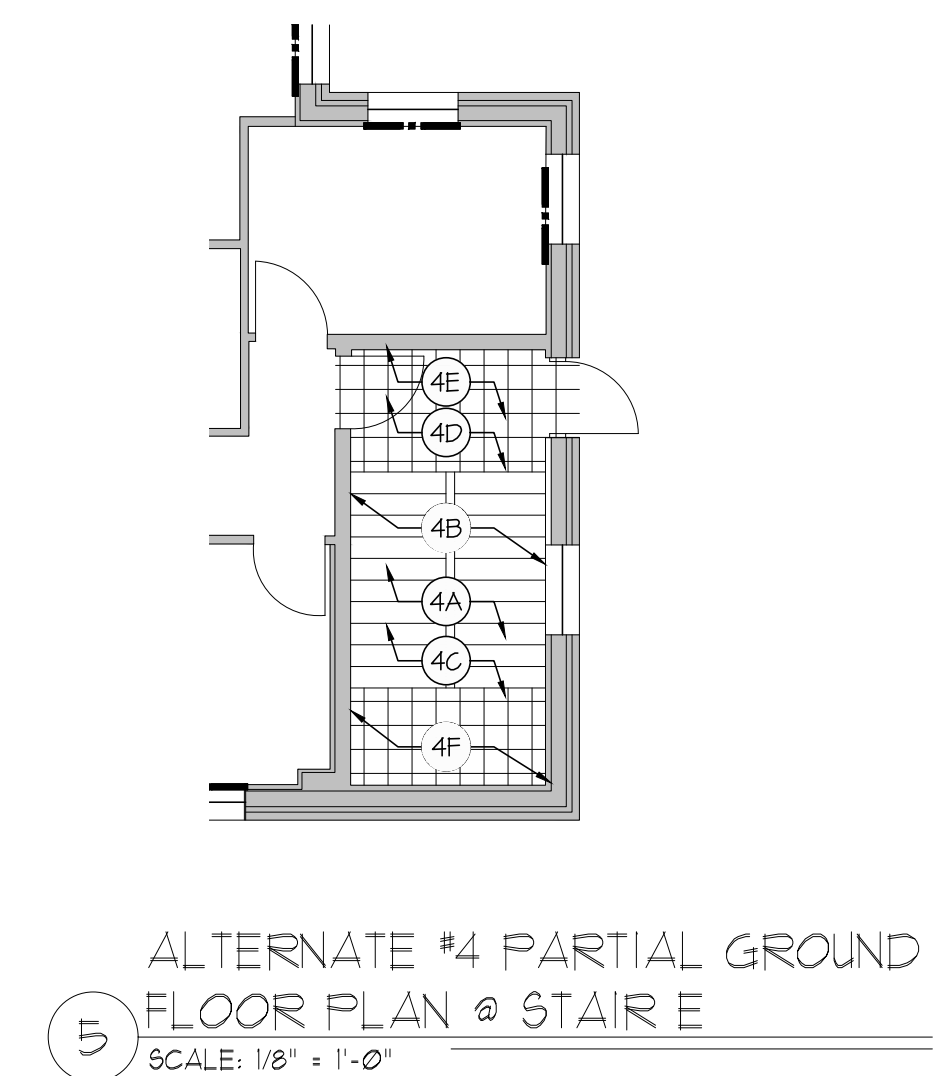 4E
4D
4B
4A
4C
4F
ALTERNATE #4 PARTIAL GROUND
FLOOR PLAN @ STAIR E
5
SCALE: 1/8" = 1'-0"